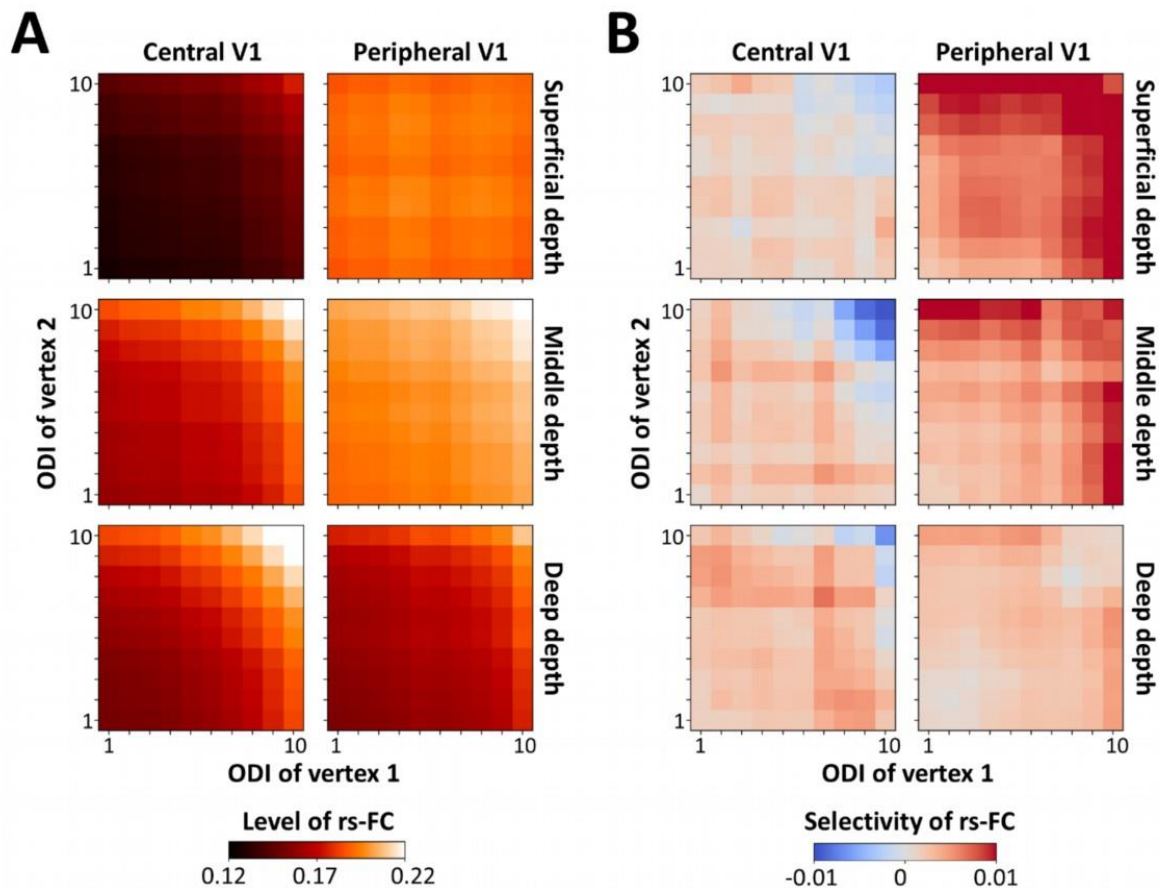 A
B
Central V1
Peripheral V1
Central V1
Peripheral V1
10
1
Superficial depth
10
1
Superficial depth
ODI of vertex 2
10
1
Middle depth
ODI of vertex 2
10
1
Middle depth
10
1
Deep depth
10
1
Deep depth
1
10
1
10
1
10
1
10
ODI of vertex 1
ODI of vertex 1
Level of rs-FC
0.12
0.17
0.22
Selectivity of rs-FC
-0.01
0
0.01